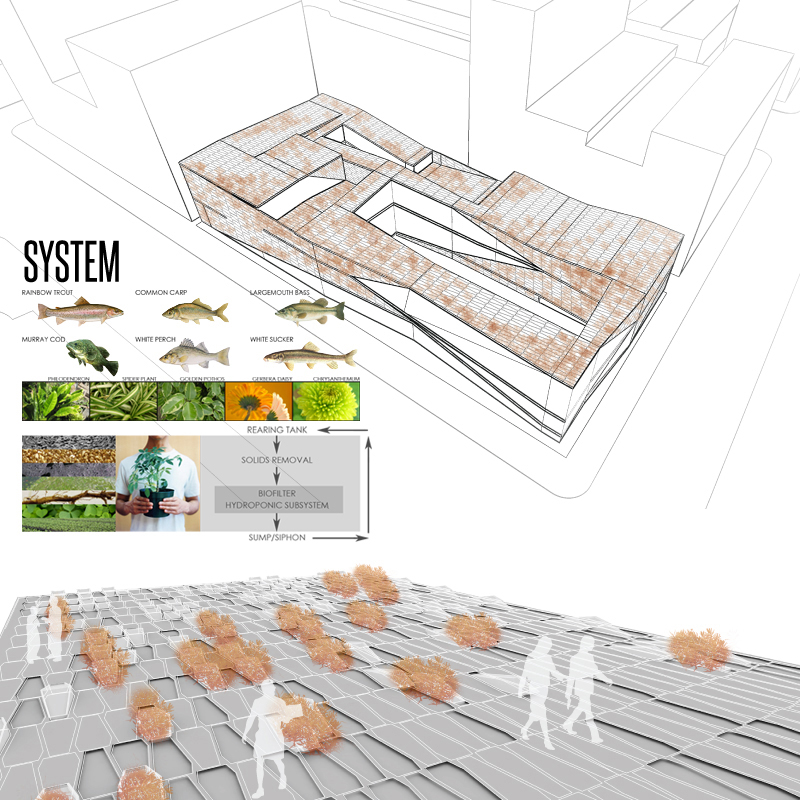 SYSTEM
RAINBOW TROUT COMMON CARP LARGEMOUTH BASS
MURRAY COD WHITE PERCH WHITE SUCKER
PHILODENDRON SPIDER PLANT GOLDEN POTHOS GERBERA DAISY CHRYSANTHEMUM
REARING TANK
SOLIDS REMOVAL
BIOFILTER
HYDROPONIC SUBSYSTEM
SUMP/SIPHON